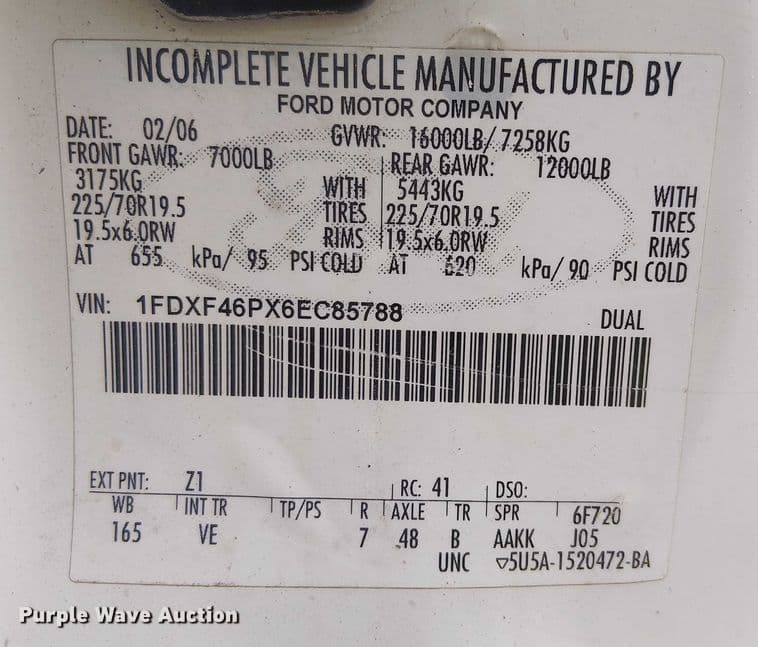 INCOMPLETE VEHICLE MANUFACTURED BY
FORD MOTOR COMPANY
DATE: 02/06 GVWR: 16000LB/ 7258KG
FRONT GAWR: 7000LB REAR GAWR: 12000LB
3175KG WITH 5443KG WITH
225/70R19.5 TIRES 225/70R19.5 TIRES
19.5x6.0RW RIMS 19.5x6.0RW RIMS
AT 655 kPa/ 95 PSI COLD AT 620 kPa/ 90 PSI COLD
VIN: 1FDXF46PX6EC85788 DUAL
EXT PNT: Z1 RC: 41 DSO:
WB INT TR TP/PS R AXLE TR SPR 6F720
165 VE 7 48 B AAKK J05
UNC ▽5U5A-1520472-BA
Purple Wave Auction